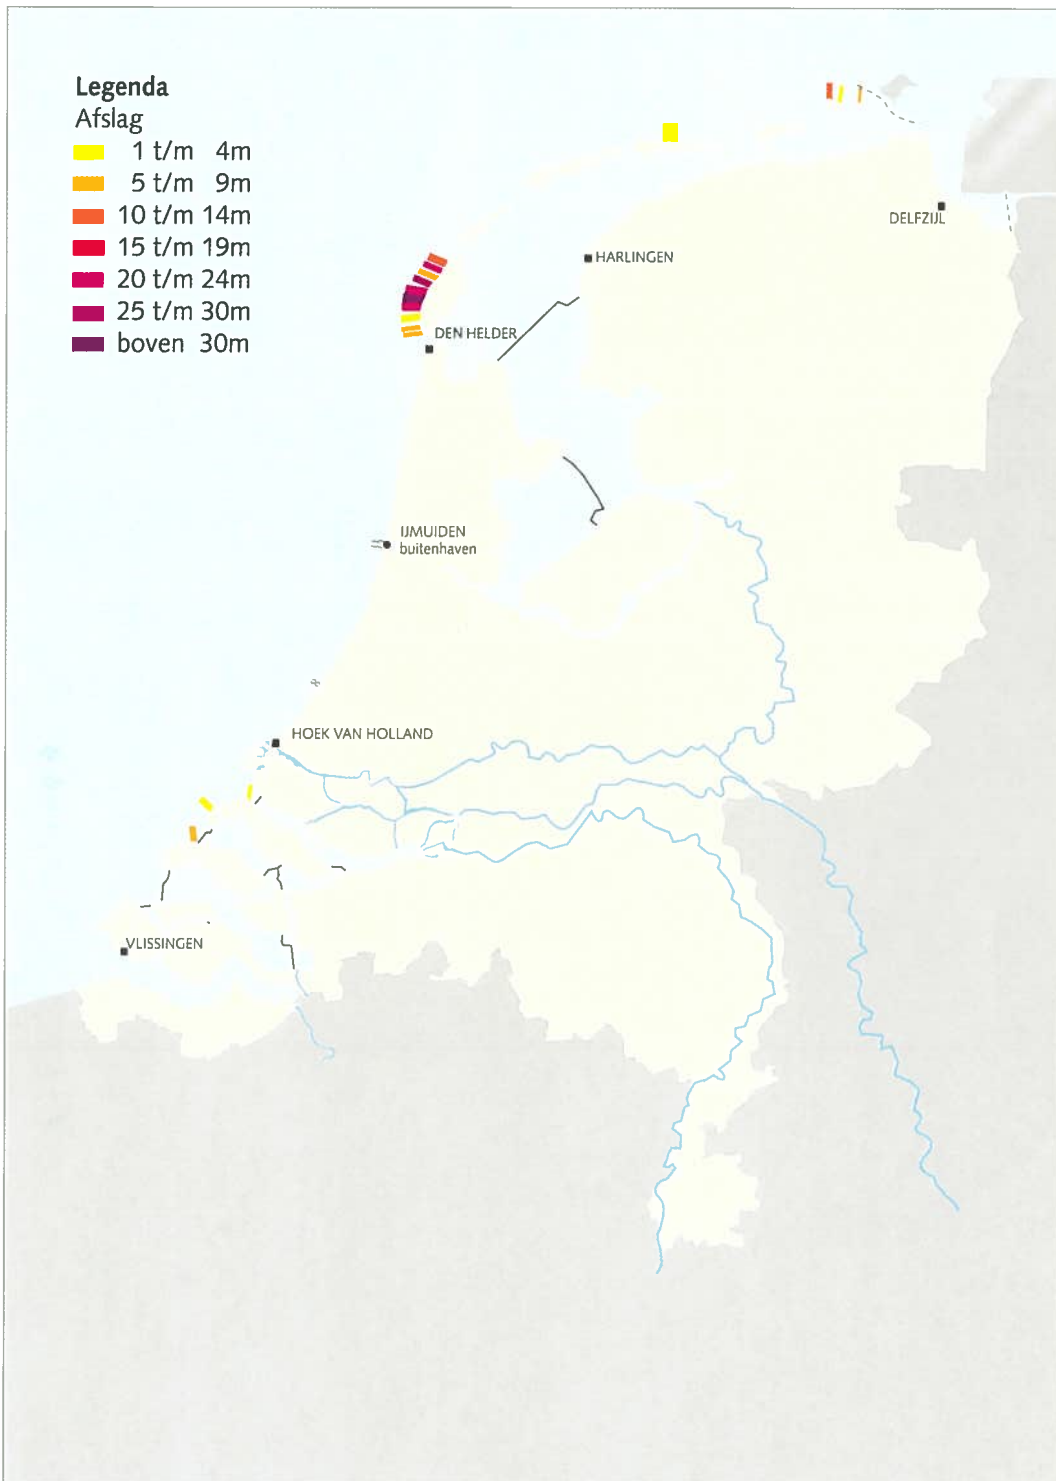 Legenda
Afslag
1 t/m 4m
5 t/m 9m
10 t/m 14m
15 t/m 19m
20 t/m 24m
25 t/m 30m
boven 30m
DELFZIJL
HARLINGEN
DEN HELDER
IJMUIDEN
buitenhaven
HOEK VAN HOLLAND
VLISSINGEN